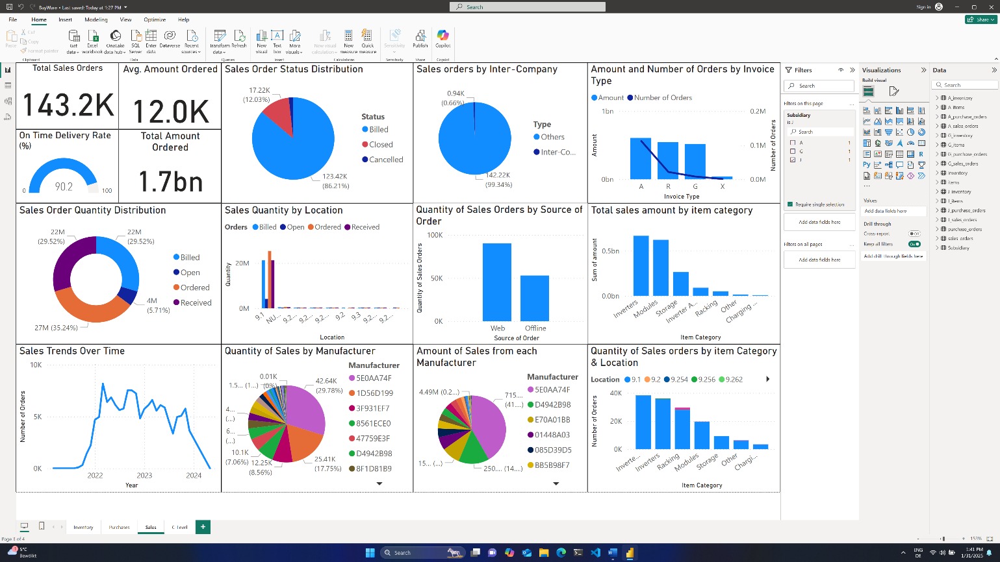 BayWare • Last saved: Today at 1:27 PM
Search
Sign in
File
Home
Insert
Modeling
View
Optimize
Help
Share
Paste
Cut
Copy
Format painter
Clipboard
Get data
Excel workbook
OneLake data hub
SQL Server
Enter data
Dataverse
Recent sources
Data
Transform data
Refresh
Queries
New visual
Text box
More visuals
Insert
New visual calculation
New measure
Quick measure
Calculations
Sensitivity
Sensitivity
Publish
Share
Copilot
Copilot
Total Sales Orders
143.2K
Avg. Amount Ordered
12.0K
On Time Delivery Rate
(%)
90.2
0
100
Total Amount
Ordered
1.7bn
Sales Order Status Distribution
17.22K
(12.03%)
123.42K
(86.21%)
Status
Billed
Closed
Cancelled
Sales orders by Inter-Company
0.94K
(0.66%)
142.22K
(99.34%)
Type
Others
Inter-Co...
Amount and Number of Orders by Invoice
Type
Amount
Number of Orders
1bn
0bn
Amount
0.2M
0.1M
0.0M
Number of Orders
A
R
G
X
Invoice Type
Sales Order Quantity Distribution
22M
(29.52%)
22M
(29.52%)
4M
(5.71%)
27M (35.24%)
Billed
Open
Ordered
Received
Sales Quantity by Location
Orders
Billed
Open
Ordered
Received
20M
0M
Quantity
9.1
NU...
9.2...
9.2...
9.2...
9.2
9.3
9.2...
9.2...
Location
Quantity of Sales Orders by Source of
Order
100K
50K
0K
Quantity of Sales Orders
Web
Offline
Source of Order
Total sales amount by item category
0.5bn
0.0bn
Sum of amount
Inverters
Modules
Storage
Inverter A...
Racking
Other
Charging ...
Item Category
Sales Trends Over Time
10K
5K
0K
Number of Orders
2022
2023
2024
Year
Quantity of Sales by Manufacturer
0.01K
(0%)
1.5... (1...)
42.64K
(29.78%)
4...
(...)
6...
(...)
10.1K
(7.06%)
12.25K
(8.56%)
25.41K
(17.75%)
Manufacturer
5E0AA74F
1D56D199
3F931EF7
8561ECE0
47759E3F
D4942B98
8F1D81B9
Amount of Sales from each
Manufacturer
4.49M (0.2...)
715....
(41....)
15... (...)
250.... (14....)
Manufacturer
5E0AA74F
D4942B98
E70A01BB
01448A03
085D39D5
BB5B98F7
Quantity of Sales orders by item Category
& Location
Location
9.1
9.2
9.254
9.256
9.262
40K
20K
0K
Number of Orders
Inverte...
Inverters
Racking
Modules
Storage
Other
Chargi...
Item Category
Filters
Search
Filters on this page
...
Subsidiary
is J
Search
A 1
G 1
J 1
Require single selection
Add data fields here
Filters on all pages
...
Add data fields here
Visualizations
Build visual
R
Py
...
Values
Add data fields here
Drill through
Cross-report
Off
Keep all filters
On
Add drill through fields here
Data
Search
A_inventory
A_items
A_purchase_orders
A_sales_orders
G_inventory
G_items
G_purchase_orders
G_sales_orders
inventory
items
J_inventory
J_items
J_purchase_orders
J_sales_orders
purchase_orders
sales_orders
Subsidiary
Inventory
Purchases
Sales
C Level
Page 3 of 4
153%
5°C
Bewölkt
Search
ENG
DE
1:41 PM
1/31/2025